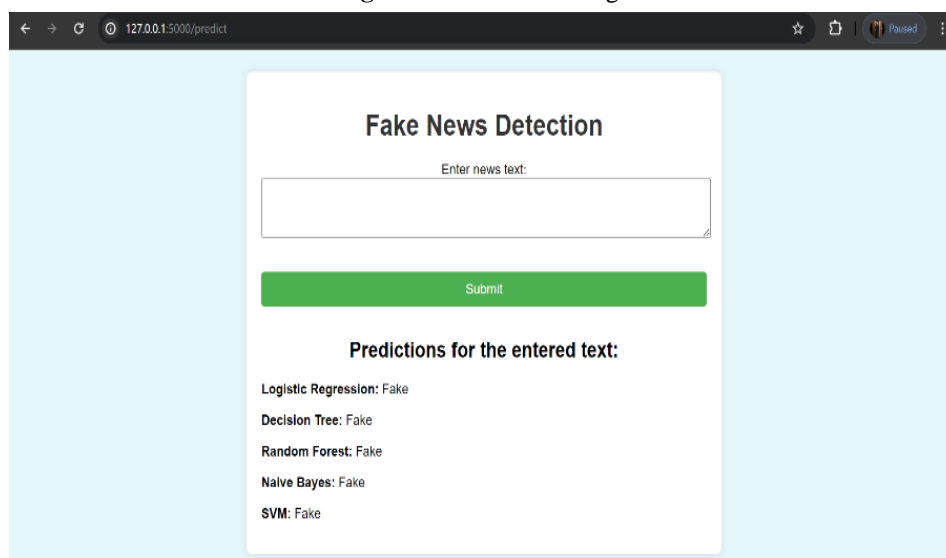 127.0.0.1:5000/predict
Paused
Fake News Detection
Enter news text:
Submit
Predictions for the entered text:
Logistic Regression: Fake
Decision Tree: Fake
Random Forest: Fake
Naive Bayes: Fake
SVM: Fake